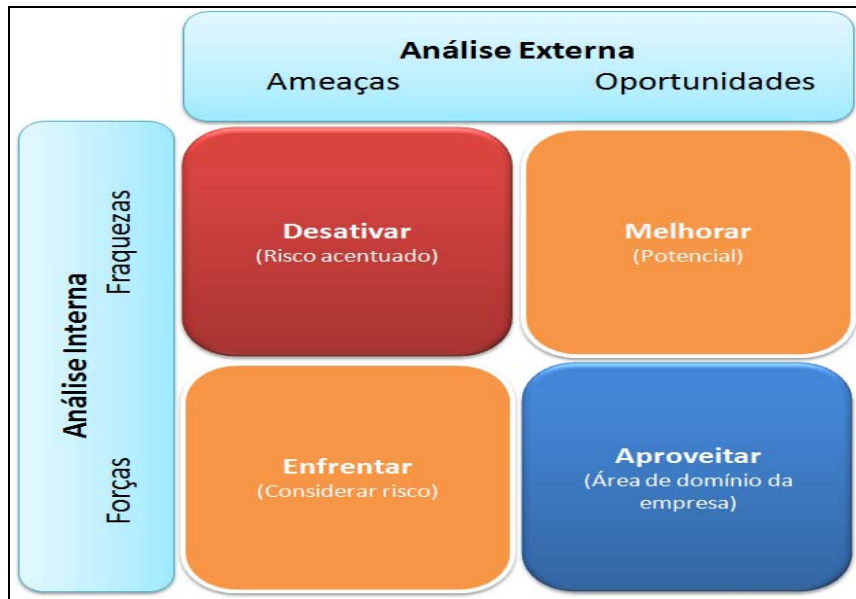 Análise Externa
Ameaças Oportunidades
Análise Interna
Fraquezas
Forças
Desativar
(Risco acentuado)
Melhorar
(Potencial)
Enfrentar
(Considerar risco)
Aproveitar
(Área de domínio da
empresa)